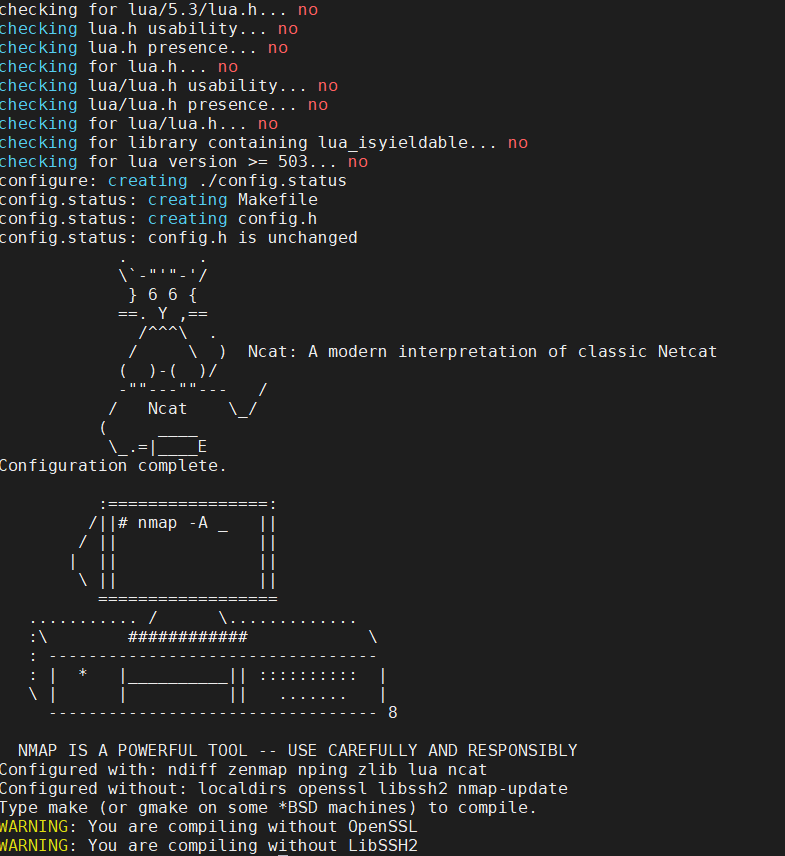 checking for lua/5.3/lua.h... no
checking lua.h usability... no
checking lua.h presence... no
checking for lua.h... no
checking lua/lua.h usability... no
checking lua/lua.h presence... no
checking for lua/lua.h... no
checking for library containing lua_isyieldable... no
checking for lua version >= 503... no
configure: creating ./config.status
config.status: creating Makefile
config.status: creating config.h
config.status: config.h is unchanged
            .       .
            \`-"'"-'/
             } 6 6 {
            ==. Y ,==
              /^^^\  .
             /     \  )  Ncat: A modern interpretation of classic Netcat
            (  )-(  )/
            -""---""---   /
           /   Ncat    \_/
          (     ____
           \_.=|____E
Configuration complete.
          :================:
         /||# nmap -A _   ||
        / ||              ||
       |  ||              ||
        \ ||              ||
          ==================
   ........... /      \.............
   :\        ############            \
   : ---------------------------------
   : |  *   |__________|| ::::::::::  |
   \ |      |          ||   .......   |
     --------------------------------- 8
  NMAP IS A POWERFUL TOOL -- USE CAREFULLY AND RESPONSIBLY
Configured with: ndiff zenmap nping zlib lua ncat
Configured without: localdirs openssl libssh2 nmap-update
Type make (or gmake on some *BSD machines) to compile.
WARNING: You are compiling without OpenSSL
WARNING: You are compiling without LibSSH2